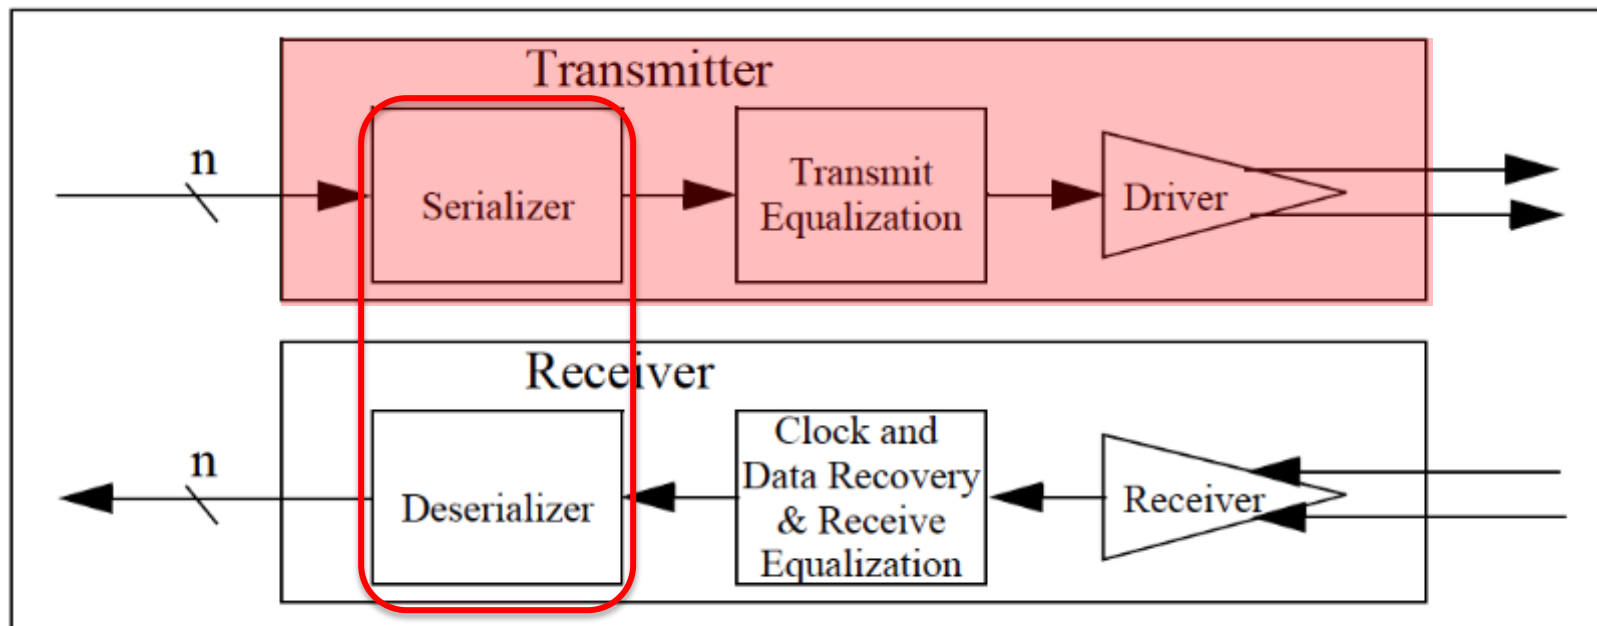 Transmitter
n
Serializer
Transmit
Equalization
Driver
Receiver
n
Deserializer
Clock and
Data Recovery
& Receive
Equalization
Receiver